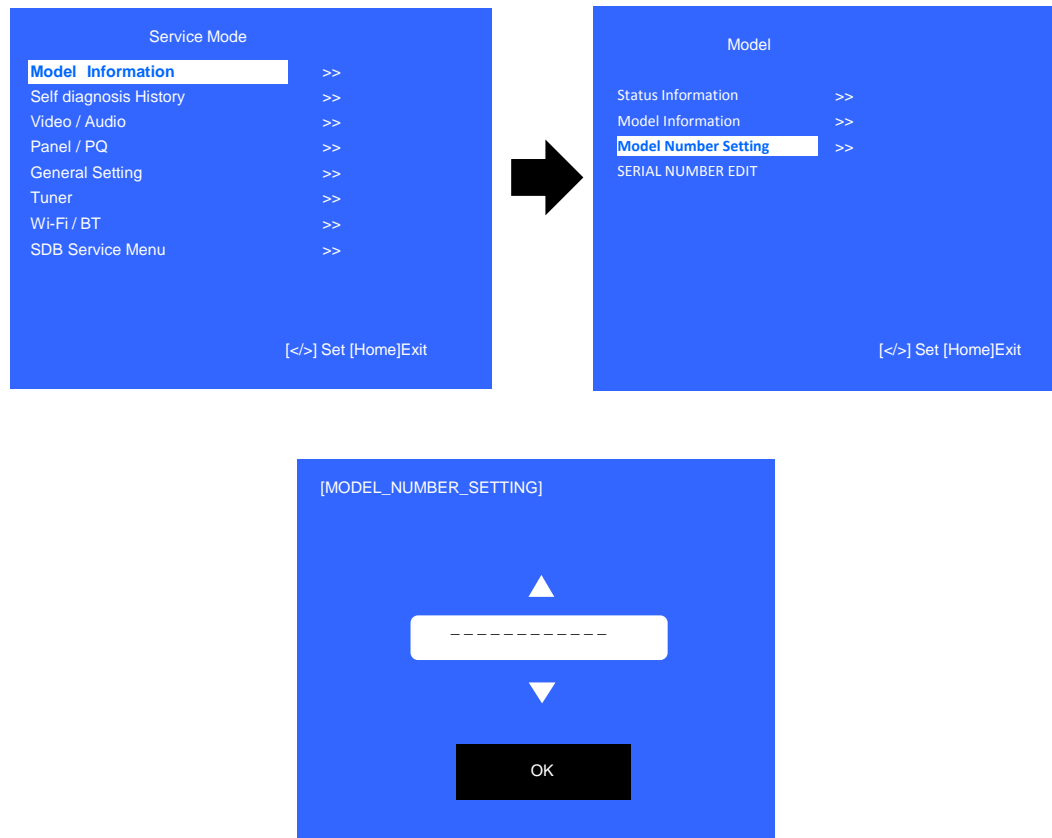 Service Mode
Model Information >>
Self diagnosis History >>
Video / Audio >>
Panel / PQ >>
General Setting >>
Tuner >>
Wi-Fi / BT >>
SDB Service Menu >>
[</>] Set [Home]Exit
Model
Status Information >>
Model Information >>
Model Number Setting >>
SERIAL NUMBER EDIT
[</>] Set [Home]Exit
[MODEL_NUMBER_SETTING]
____________
OK